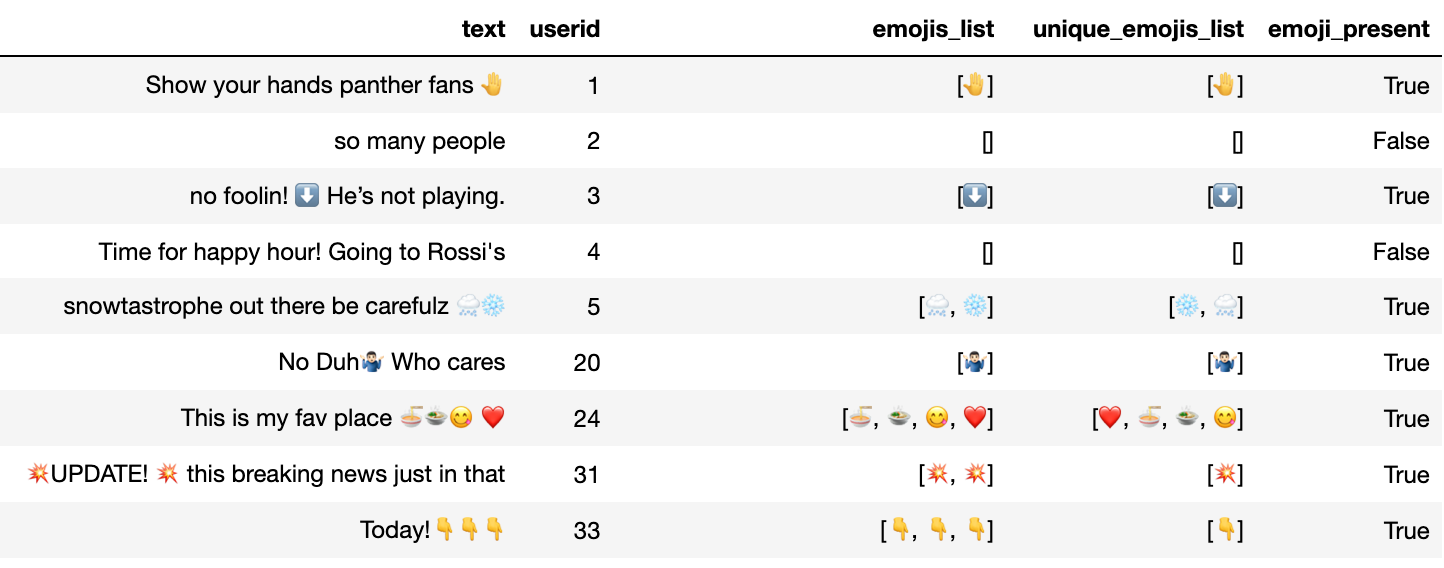 text userid emojis_list unique_emojis_list emoji_present
Show your hands panther fans 🤚 1 [🤚] [🤚] True
so many people 2 [] [] False
no foolin! ⬇️ He’s not playing. 3 [⬇️] [⬇️] True
Time for happy hour! Going to Rossi's 4 [] [] False
snowtastrophe out there be carefulz 🌨️❄️ 5 [🌨️, ❄️] [❄️, 🌨️] True
No Duh🤷🏻‍♂️ Who cares 20 [🤷🏻‍♂️] [🤷🏻‍♂️] True
This is my fav place 🍜🍲😋 ❤️ 24 [🍜, 🍲, 😋, ❤️] [❤️, 🍜, 🍲, 😋] True
💥UPDATE! 💥 this breaking news just in that 31 [💥, 💥] [💥] True
Today!👇👇👇 33 [👇, 👇, 👇] [👇] True